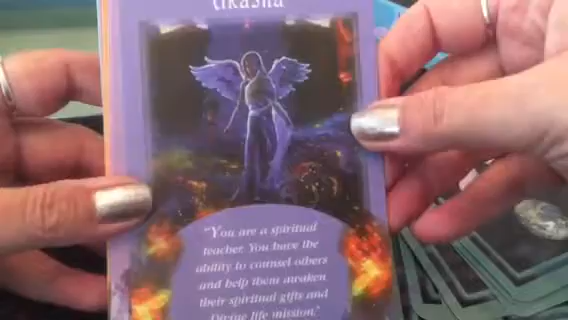 Akasha
"You are a spiritual
teacher. You have the
ability to counsel others
and help them awaken
their spiritual gifts and
Divine life mission."